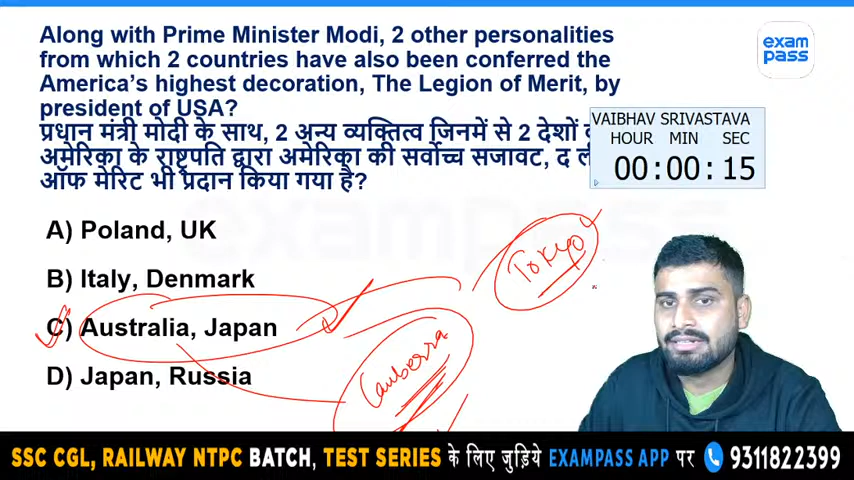 Along with Prime Minister Modi, 2 other personalities
from which 2 countries have also been conferred the
America's highest decoration, The Legion of Merit, by
president of USA?
प्रधान मंत्री मोदी के साथ, 2 अन्य व्यक्तित्व जिनमें से 2 देशों
अमेरिका के राष्ट्रपति द्वारा अमेरिका की सर्वोच्च सजावट, द
ऑफ मेरिट भी प्रदान किया गया है?
exam
pass
VAIBHAV SRIVASTAVA
HOUR MIN SEC
00:00:15
exampass
A) Poland, UK
B) Italy, Denmark
C) Australia, Japan
D) Japan, Russia
Tokyo
Canberra
SSC CGL, RAILWAY NTPC BATCH, TEST SERIES के लिए जुड़िये EXAMPASS APP पर 9311822399